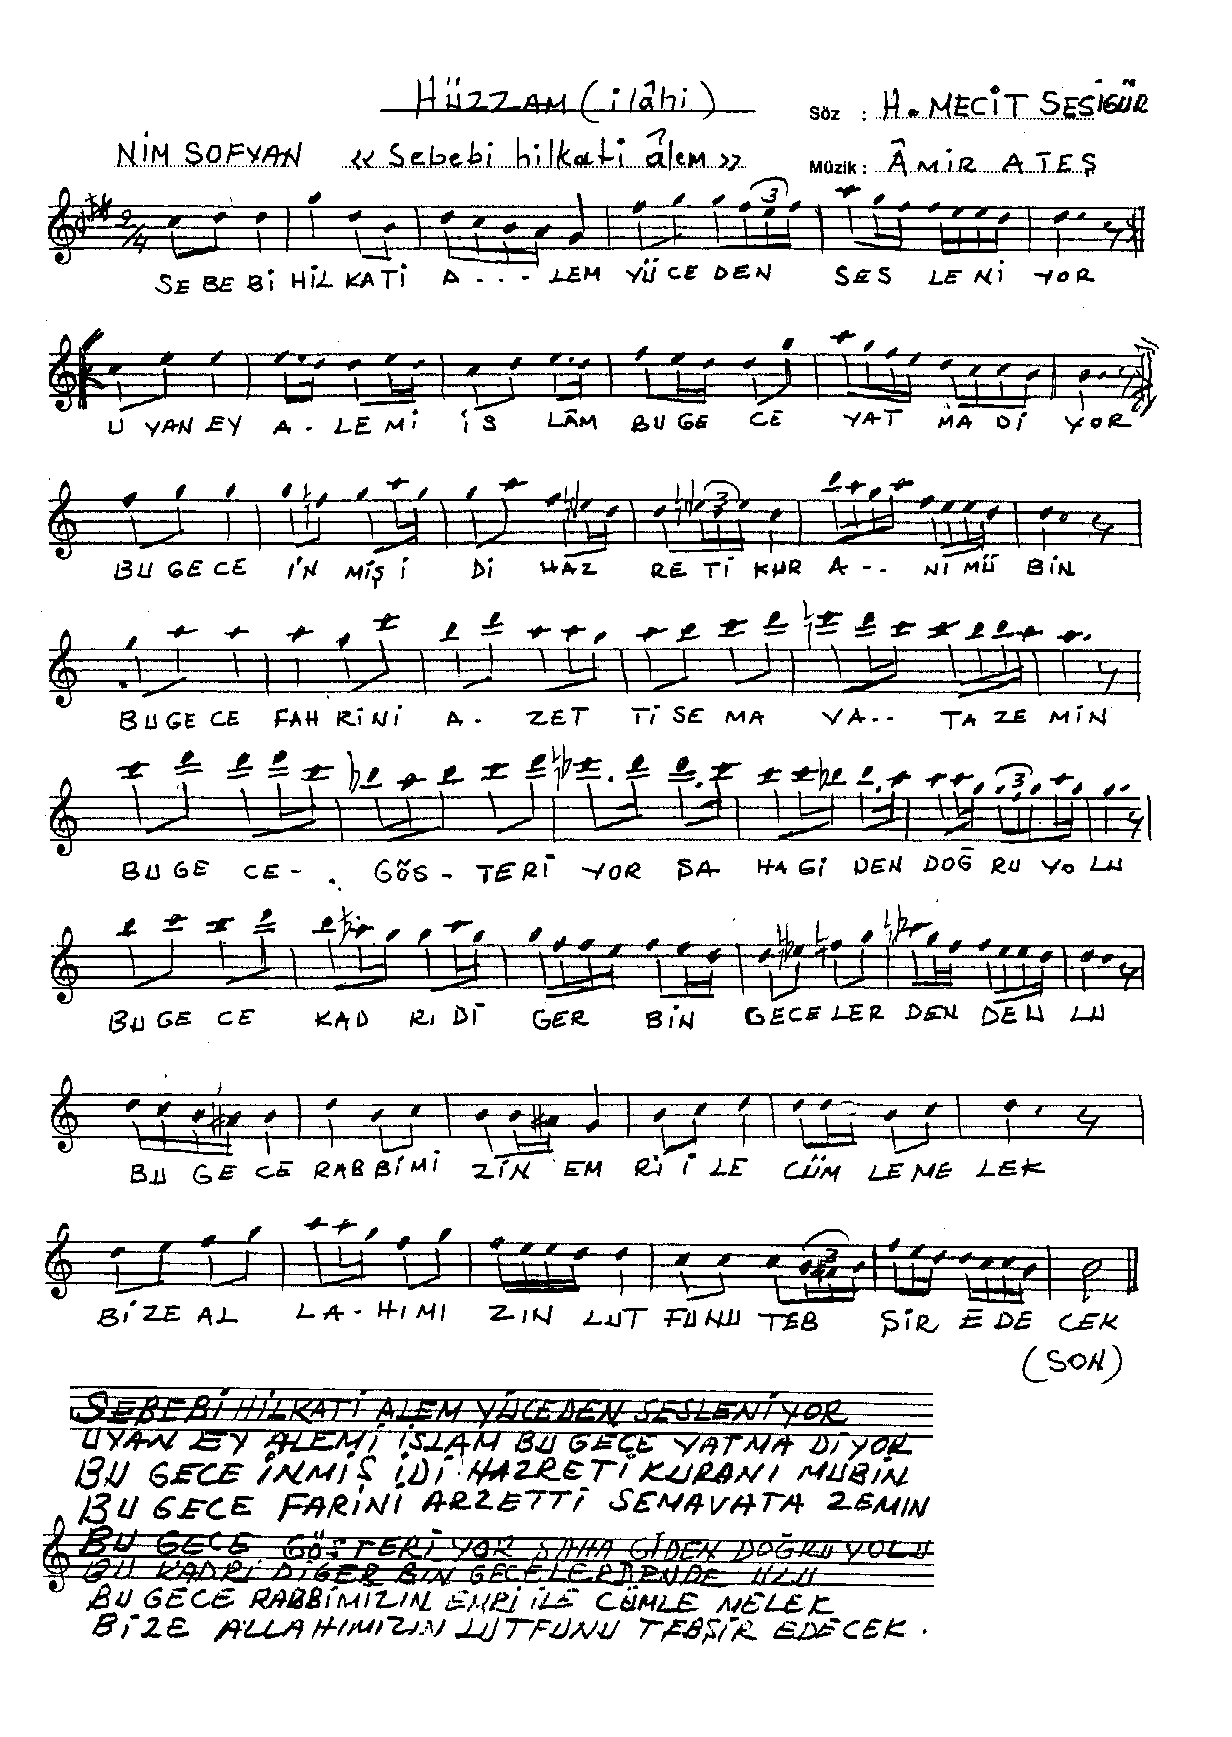 HÜZZAM (ilâhi)
Söz : H. MECİT SESİGÜR
NİM SOFYAN « Sebebi hilkati âlem »
Müzik : ÂMİR ATEŞ
2/4
3
SE BE Bİ HİL KA Tİ A . - - LEM YÜ CE DEN SES LE Nİ YOR
U YAN EY A - LE Mİ İS LÂM BU GE CE YAT MA Dİ YOR
3
BU GE CE İN MİŞ İ Dİ HAZ RE Tİ KUR A - - NI MÜ BİN
BU GE CE FAH Rİ Nİ A - ZET Tİ SE MA VA - - TA ZE MİN
3
BU GE CE - . GÖS - TE Rİ YOR ŞA HA Gİ DEN DOĞ RU YO LU
BU GE CE KAD RI Dİ GER BİN GE CE LER DEN DE U LU
BU GE CE RAB Bİ Mİ ZİN EM Rİ İ LE CÜM LE ME LEK
3
Bİ ZE AL LA - HI MI ZIN LUT FU NU TEB ŞİR E DE CEK
(SON)
SEBEBİ HİLKATİ ALEM YÜCEDEN SESLENİYOR
UYAN EY ALEMİ İSLAM BU GECE YATMA DİYOR
BU GECE İNMİŞ İDİ HAZRETİ KURANI MUBİN
BU GECE FARİNİ ARZETTİ SEMAVATA ZEMIN
BU GECE GÖSTERİYOR SAHA GİDEN DOĞRU YOLU
BU KADRİ DİGER BİN GECELERDENDE ULU
BU GECE RABBİMIZIN EMRİ İLE CÜMLE MELEK
BİZE ALLAHIMIZIN LUTFUNU TEBŞİR EDECEK .